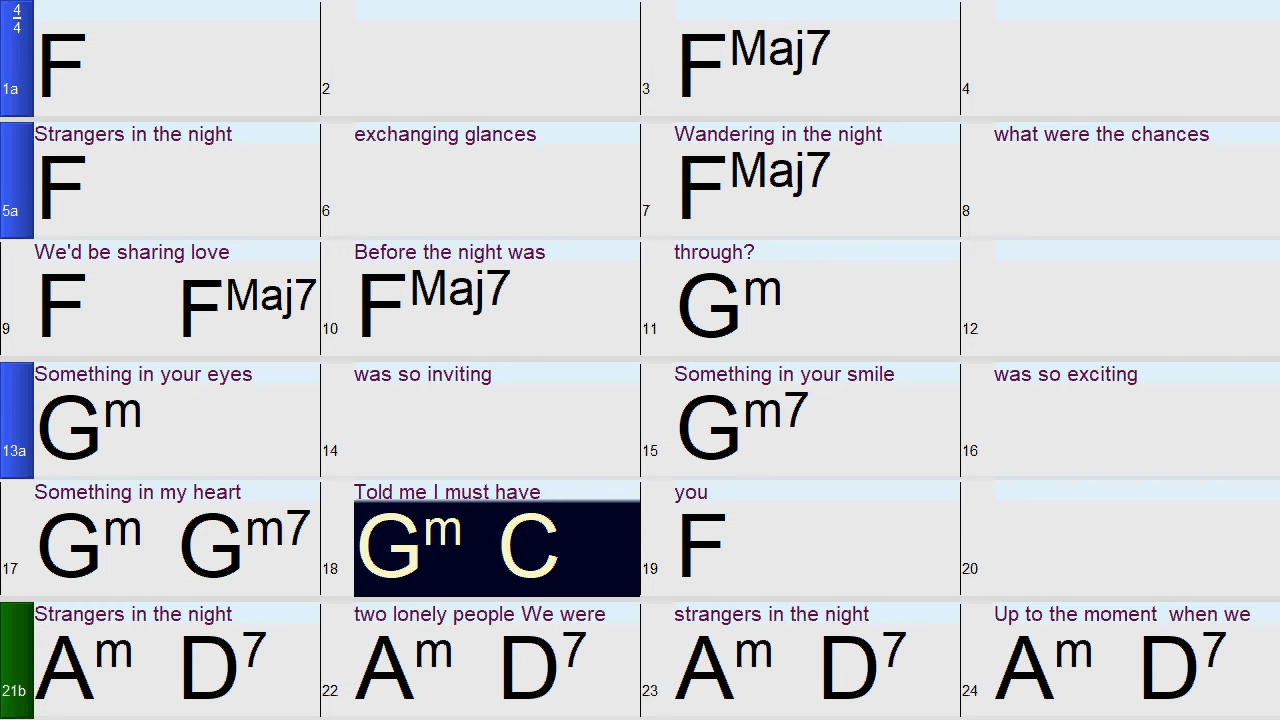 4
4
F FMaj7
1a 2 3 4
Strangers in the night exchanging glances Wandering in the night what were the chances
F FMaj7
5a 6 7 8
We'd be sharing love Before the night was through?
F FMaj7 FMaj7 Gm
9 10 11 12
Something in your eyes was so inviting Something in your smile was so exciting
Gm Gm7
13a 14 15 16
Something in my heart Told me I must have you
Gm Gm7 Gm C F
17 18 19 20
Strangers in the night two lonely people We were strangers in the night Up to the moment when we
Am D7 Am D7 Am D7 Am D7
21b 22 23 24